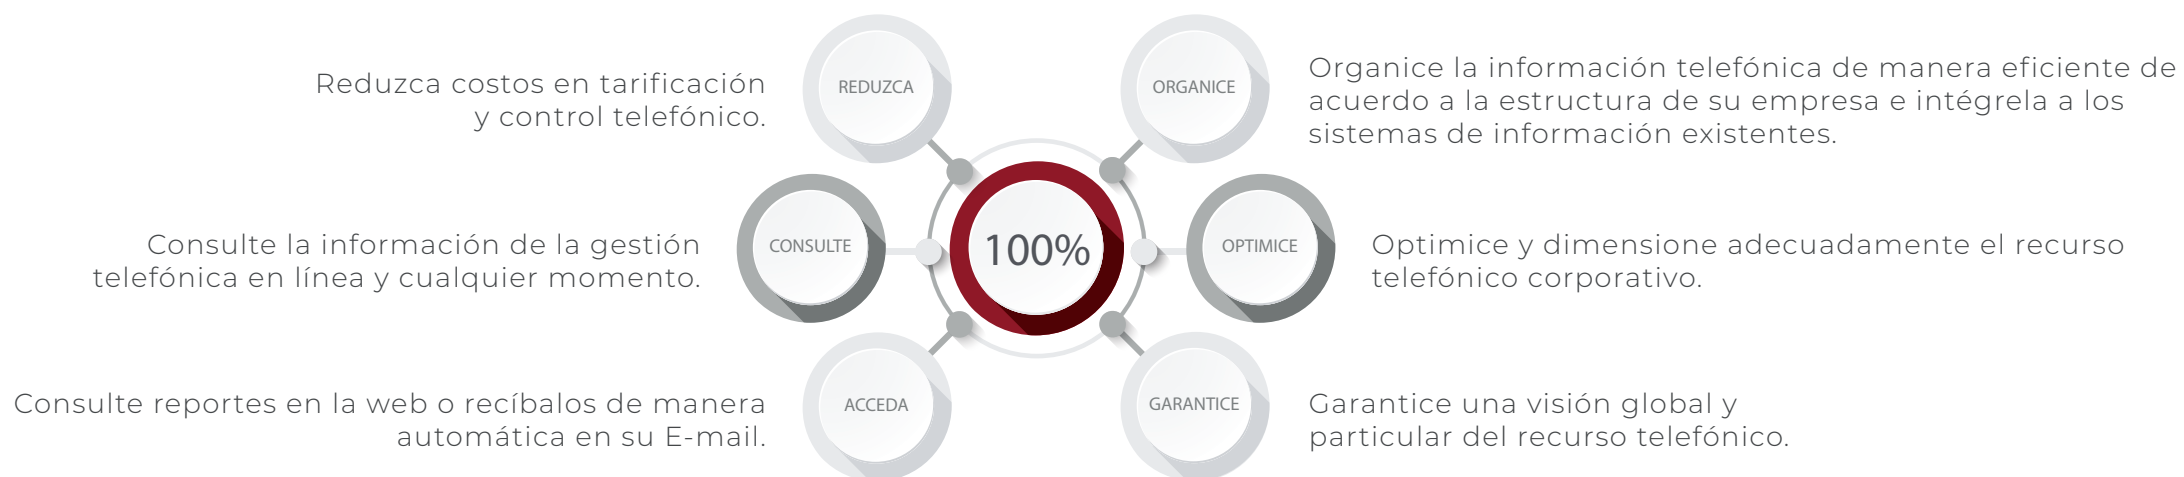 Reduzca costos en tarificación
y control telefónico.
REDUZCA
ORGANICE
Organice la información telefónica de manera eficiente de
acuerdo a la estructura de su empresa e intégrela a los
sistemas de información existentes.
Consulte la información de la gestión
telefónica en línea y cualquier momento.
CONSULTE
100%
OPTIMICE
Optimice y dimensione adecuadamente el recurso
telefónico corporativo.
Consulte reportes en la web o recíbalos de manera
automática en su E-mail.
ACCEDA
GARANTICE
Garantice una visión global y
particular del recurso telefónico.